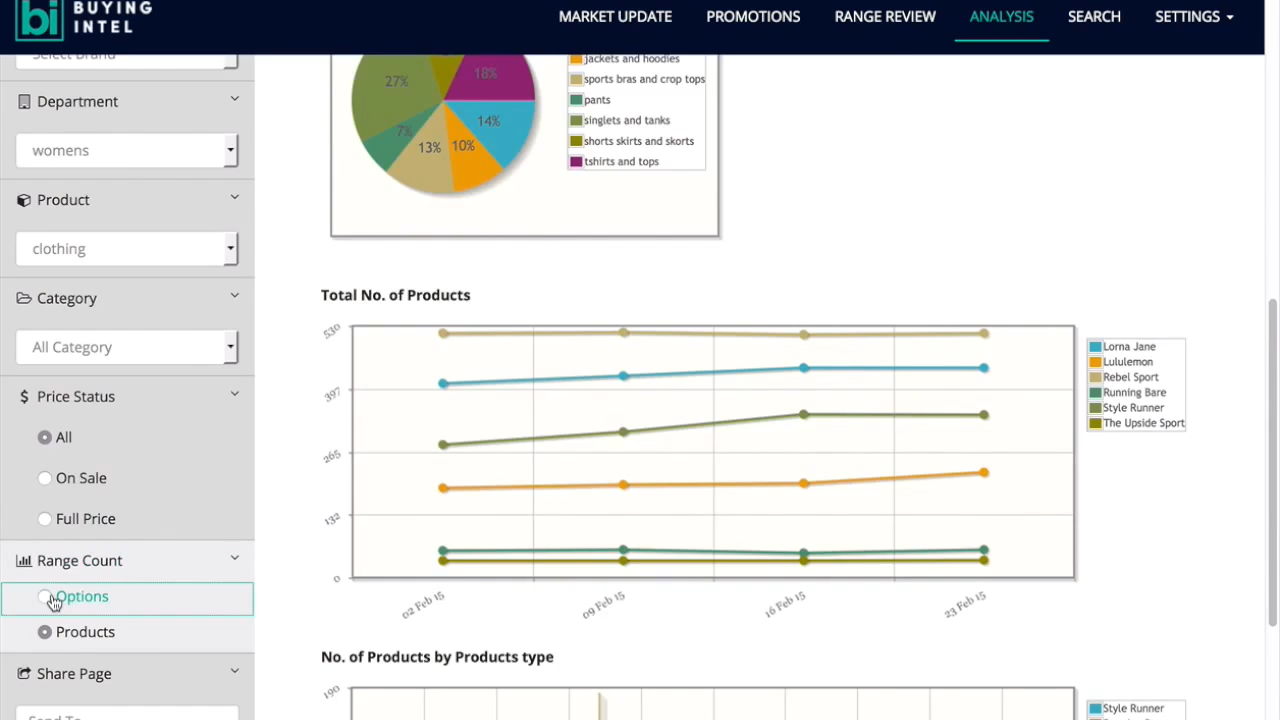 BUYING
INTEL
bi
MARKET UPDATE
PROMOTIONS
RANGE REVIEW
ANALYSIS
SEARCH
SETTINGS
Select Brand
Department
womens
Product
clothing
Category
All Category
$ Price Status
All
On Sale
Full Price
Range Count
Options
Products
Share Page
Send To
27%
18%
14%
7%
13%
10%
jackets and hoodies
sports bras and crop tops
pants
singlets and tanks
shorts skirts and skorts
tshirts and tops
Total No. of Products
530
397
265
132
0
02 Feb 15
09 Feb 15
16 Feb 15
23 Feb 15
Lorna Jane
Lululemon
Rebel Sport
Running Bare
Style Runner
The Upside Sport
No. of Products by Products type
190
Style Runner